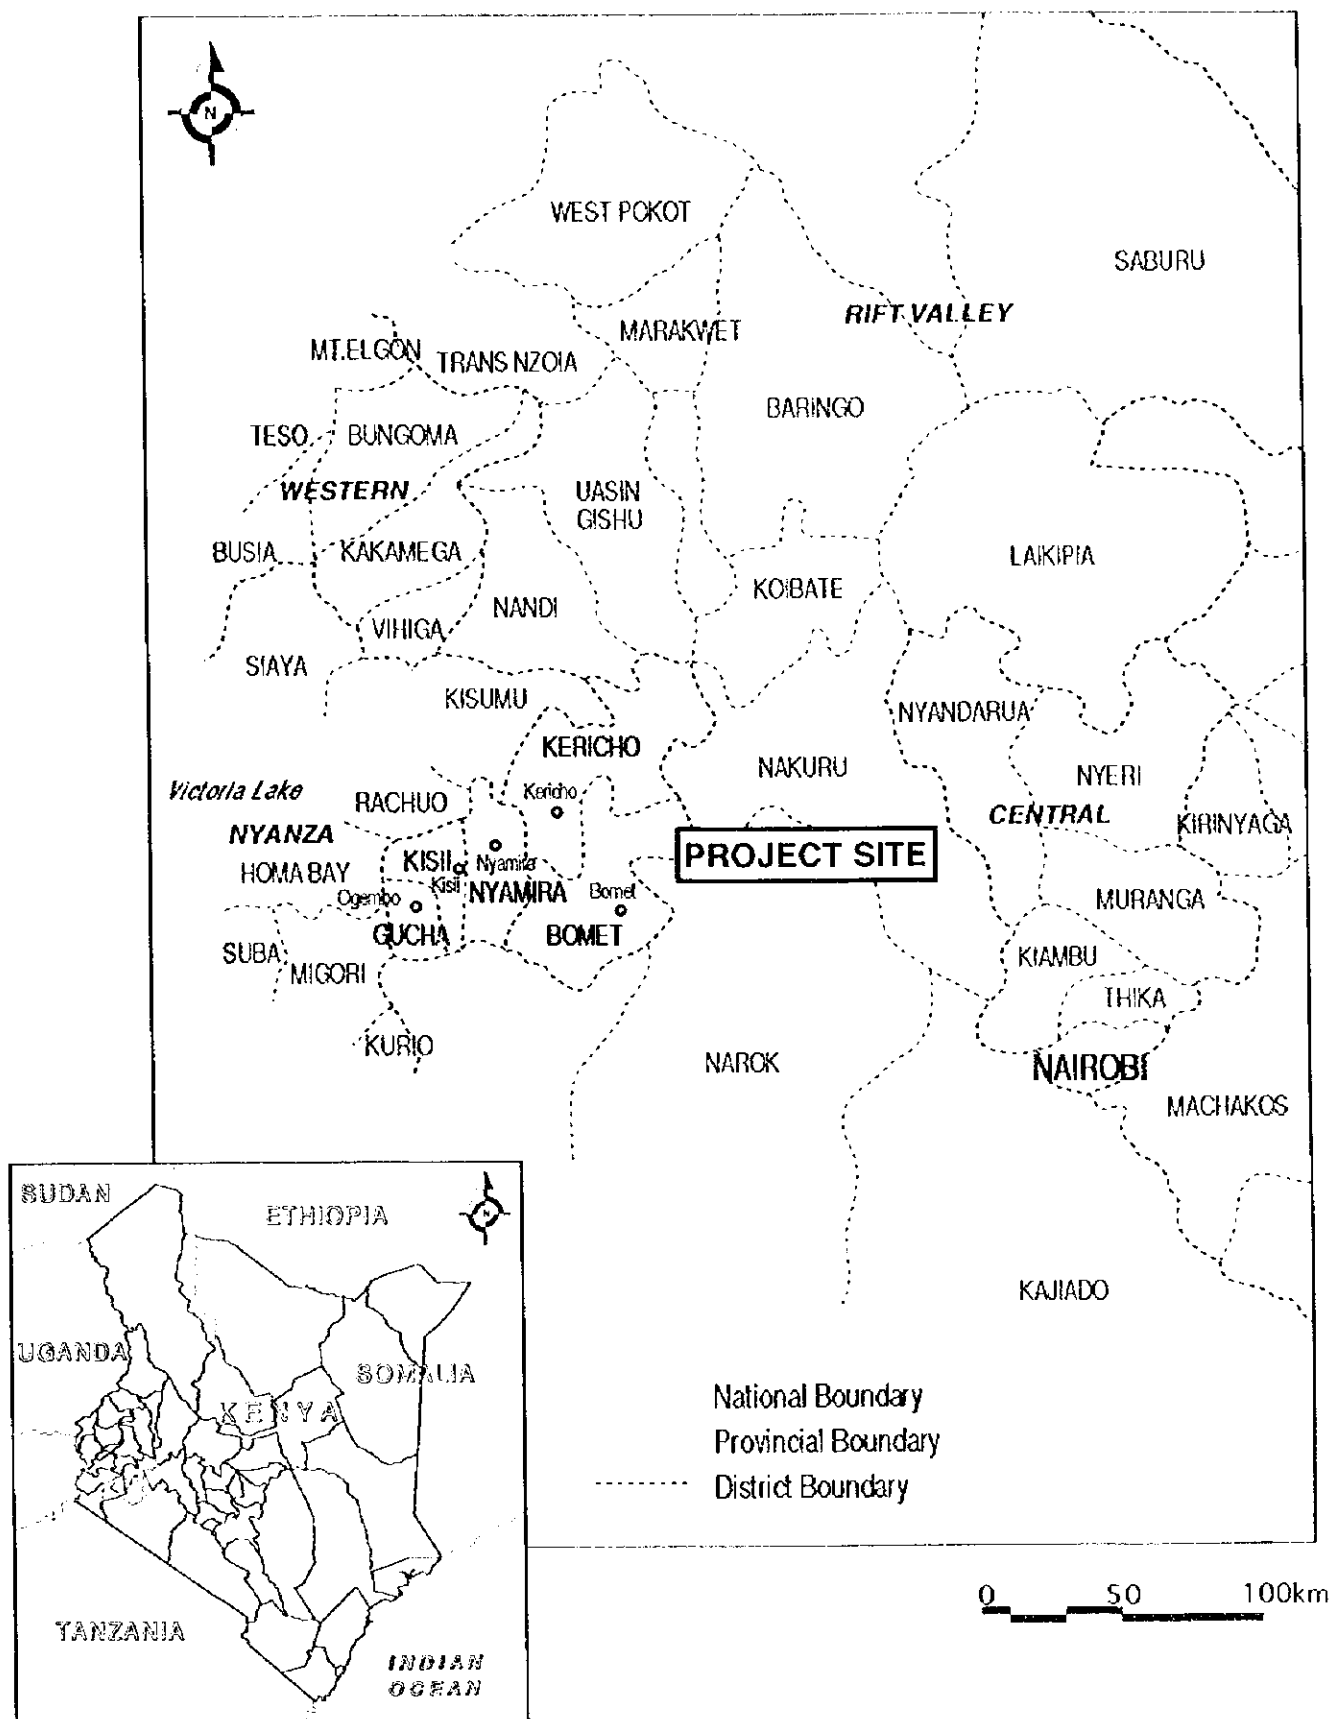 N
WEST POKOT
SABURU
RIFT VALLEY
MARAKWET
MT.ELGON
TRANS NZOIA
BARINGO
TESO
BUNGOMA
WESTERN
UASIN
GISHU
BUSIA
KAKAMEGA
LAIKIPIA
KOIBATE
NANDI
VIHIGA
SIAYA
KISUMU
NYANDARUA
KERICHO
NAKURU
NYERI
Victoria Lake
RACHUO
Kericho
CENTRAL
KIRINYAGA
NYANZA
PROJECT SITE
HOMA BAY
KISII
Nyamira
Kisii
NYAMIRA
Bomet
Ogembo
MURANGA
GUCHA
BOMET
SUBA
MIGORI
KIAMBU
THIKA
KURIO
NAROK
NAIROBI
MACHAKOS
KAJIADO
SUDAN
ETHIOPIA
N
UGANDA
SOMALIA
KENYA
TANZANIA
INDIAN
OCEAN
National Boundary
Provincial Boundary
District Boundary
0 50 100km